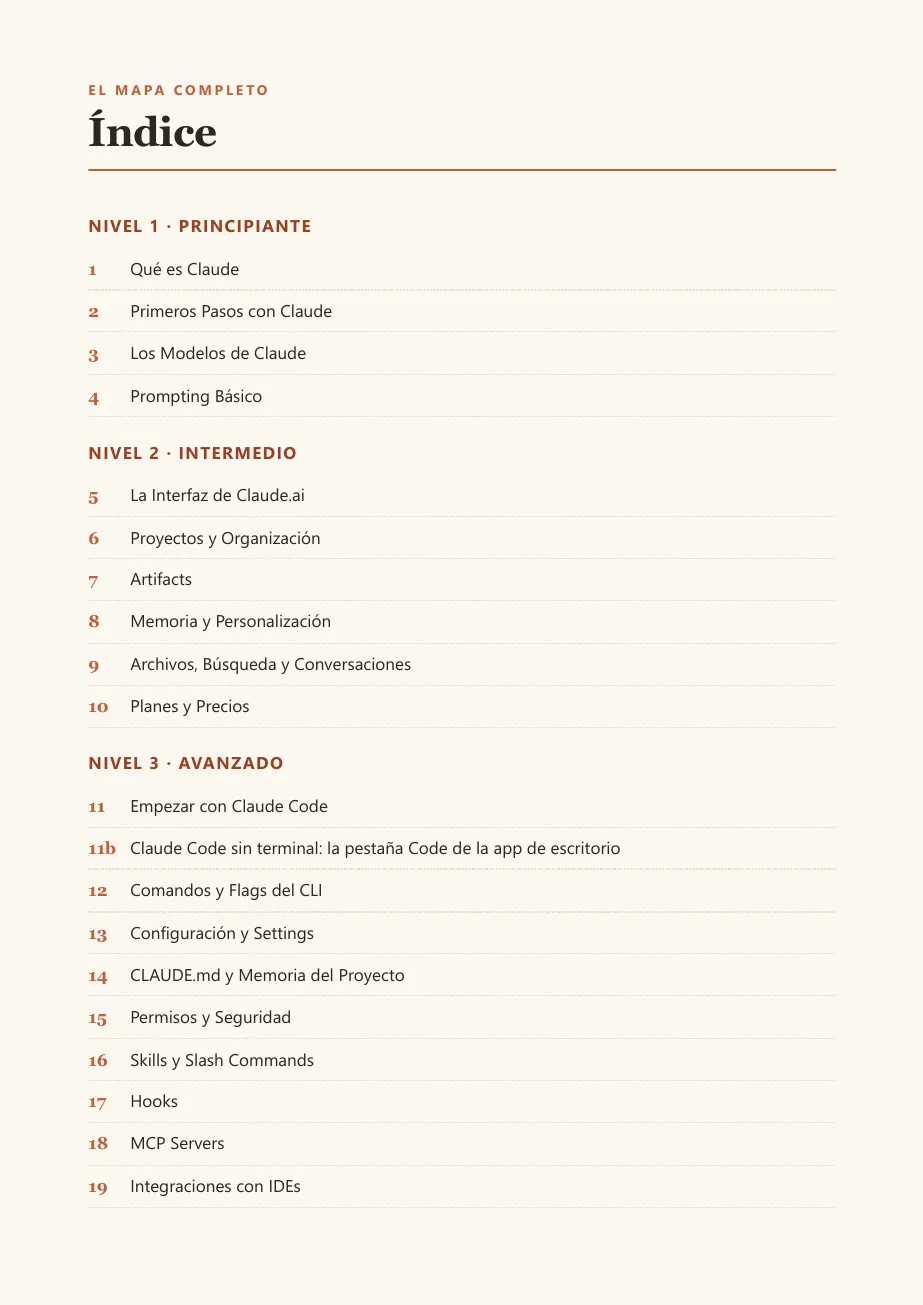 EL MAPA COMPLETO
Índice
NIVEL 1 · PRINCIPIANTE
1 Qué es Claude
2 Primeros Pasos con Claude
3 Los Modelos de Claude
4 Prompting Básico
NIVEL 2 · INTERMEDIO
5 La Interfaz de Claude.ai
6 Proyectos y Organización
7 Artifacts
8 Memoria y Personalización
9 Archivos, Búsqueda y Conversaciones
10 Planes y Precios
NIVEL 3 · AVANZADO
11 Empezar con Claude Code
11b Claude Code sin terminal: la pestaña Code de la app de escritorio
12 Comandos y Flags del CLI
13 Configuración y Settings
14 CLAUDE.md y Memoria del Proyecto
15 Permisos y Seguridad
16 Skills y Slash Commands
17 Hooks
18 MCP Servers
19 Integraciones con IDEs